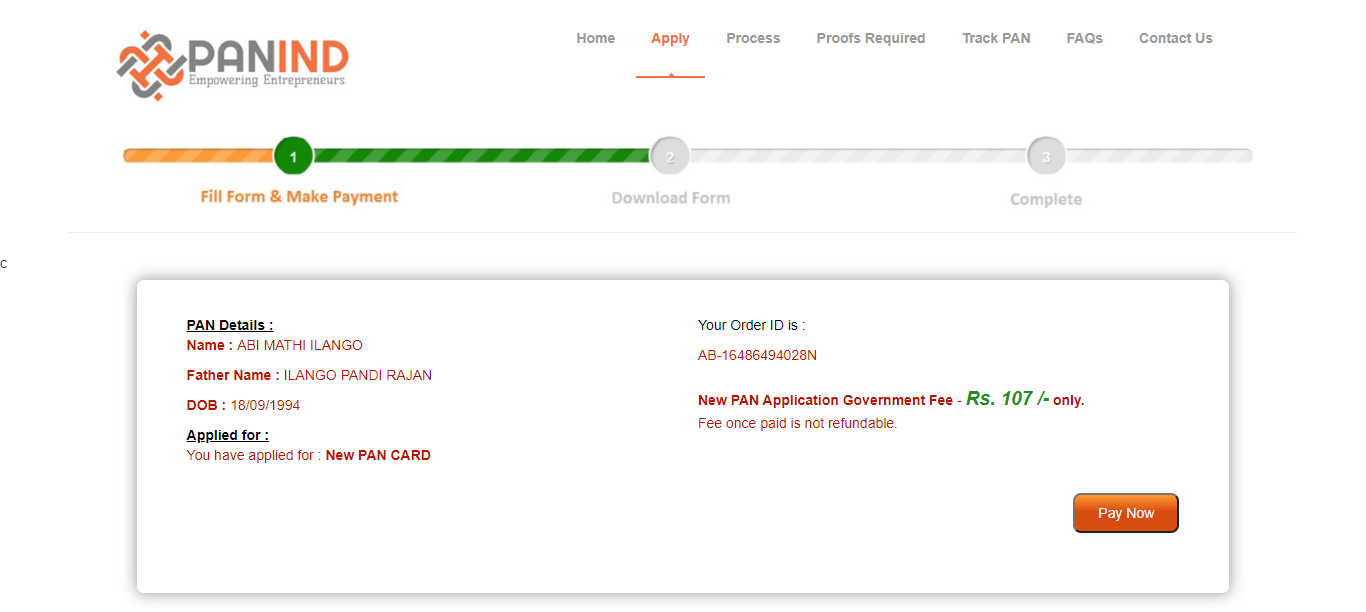 PANIND
Empowering Entrepreneurs
Home Apply Process Proofs Required Track PAN FAQs Contact Us
1 2 3
Fill Form & Make Payment Download Form Complete
c
PAN Details :
Name : ABI MATHI ILANGO
Father Name : ILANGO PANDI RAJAN
DOB : 18/09/1994
Applied for :
You have applied for : New PAN CARD
Your Order ID is :
AB-16486494028N
New PAN Application Government Fee - Rs. 107 /- only.
Fee once paid is not refundable.
Pay Now